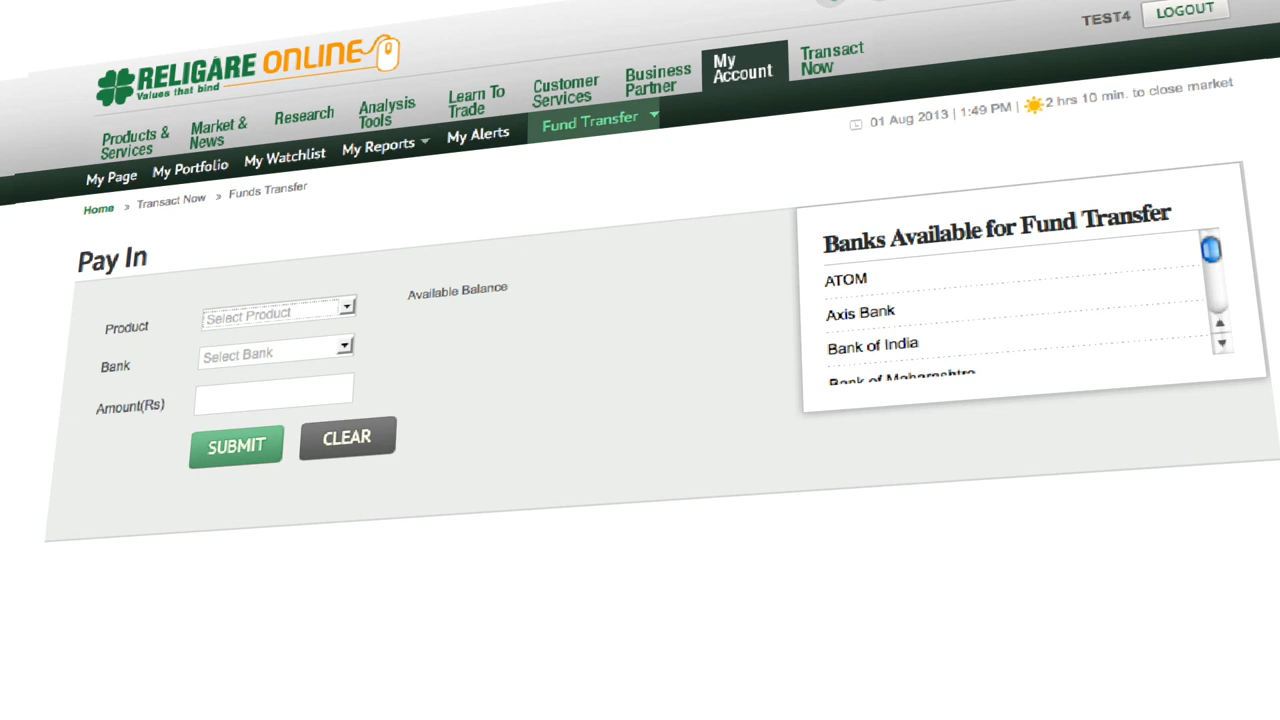 TEST4 LOGOUT
RELIGARE ONLINE
Values that bind
Products & Services
Market & News
Research
Analysis Tools
Learn To Trade
Customer Services
Business Partner
My Account
Transact Now
My Page My Portfolio My Watchlist My Reports My Alerts Fund Transfer
01 Aug 2013 | 1:49 PM | 2 hrs 10 min. to close market
Home » Transact Now » Funds Transfer
Pay In
Product Select Product Available Balance
Bank Select Bank
Amount(Rs)
SUBMIT CLEAR
Banks Available for Fund Transfer
ATOM
Axis Bank
Bank of India
Bank of Maharashtra